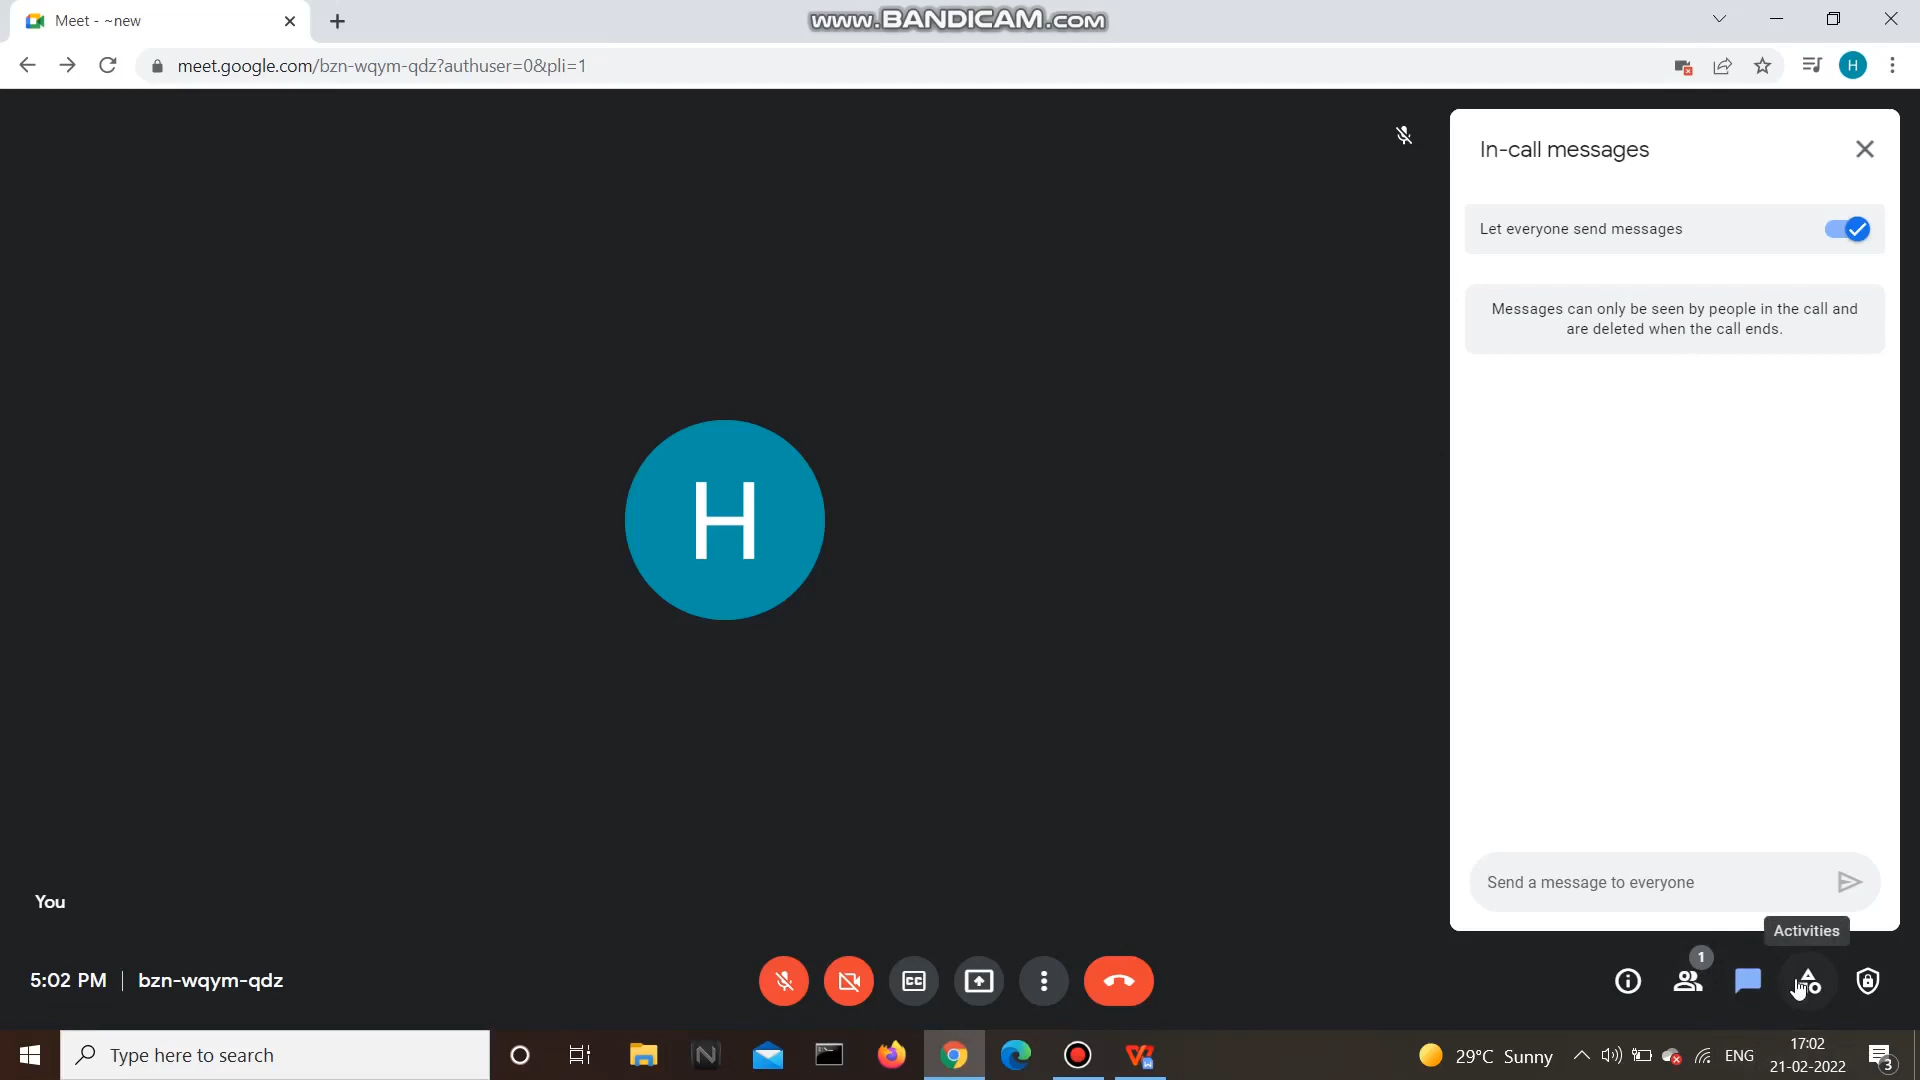 Meet - ~new
www.BANDICAM.com
meet.google.com/bzn-wqym-qdz?authuser=0&pli=1
H
In-call messages
Let everyone send messages
Messages can only be seen by people in the call and
are deleted when the call ends.
H
You
Send a message to everyone
Activities
5:02 PM | bzn-wqym-qdz
CC
1
Type here to search
N
29°C Sunny
ENG
17:02
21-02-2022
3